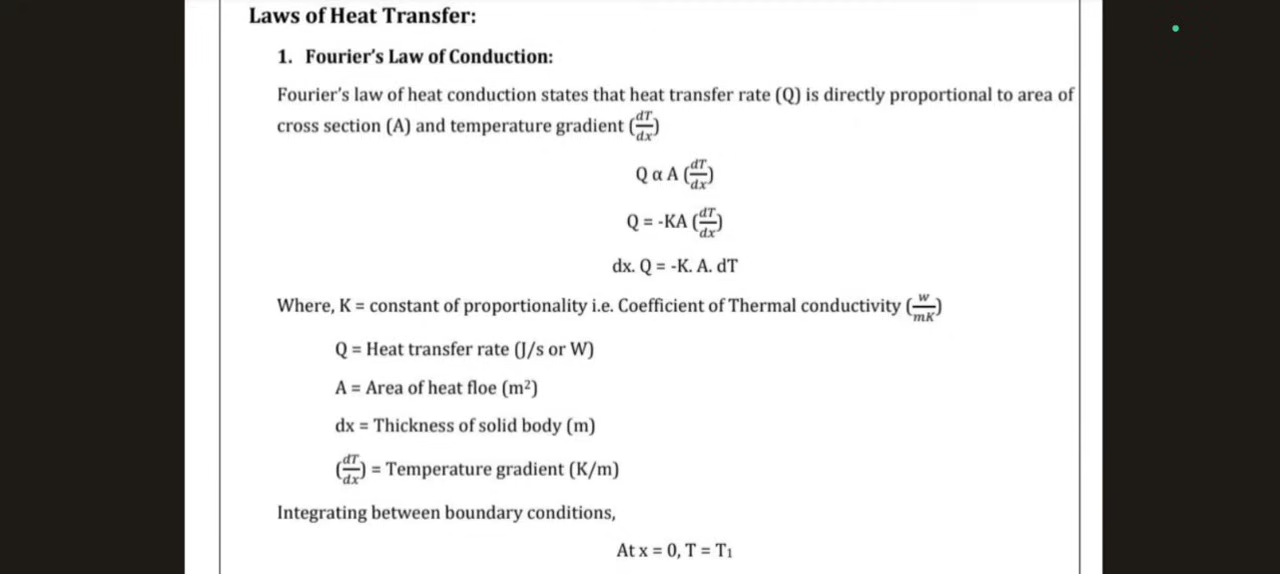 Laws of Heat Transfer:
1. Fourier's Law of Conduction:
Fourier's law of heat conduction states that heat transfer rate (Q) is directly proportional to area of
cross section (A) and temperature gradient (dT/dx)
Q α A (dT/dx)
Q = -KA (dT/dx)
dx. Q = -K. A. dT
Where, K = constant of proportionality i.e. Coefficient of Thermal conductivity (W/mK)
Q = Heat transfer rate (J/s or W)
A = Area of heat floe (m²)
dx = Thickness of solid body (m)
(dT/dx) = Temperature gradient (K/m)
Integrating between boundary conditions,
At x = 0, T = T₁